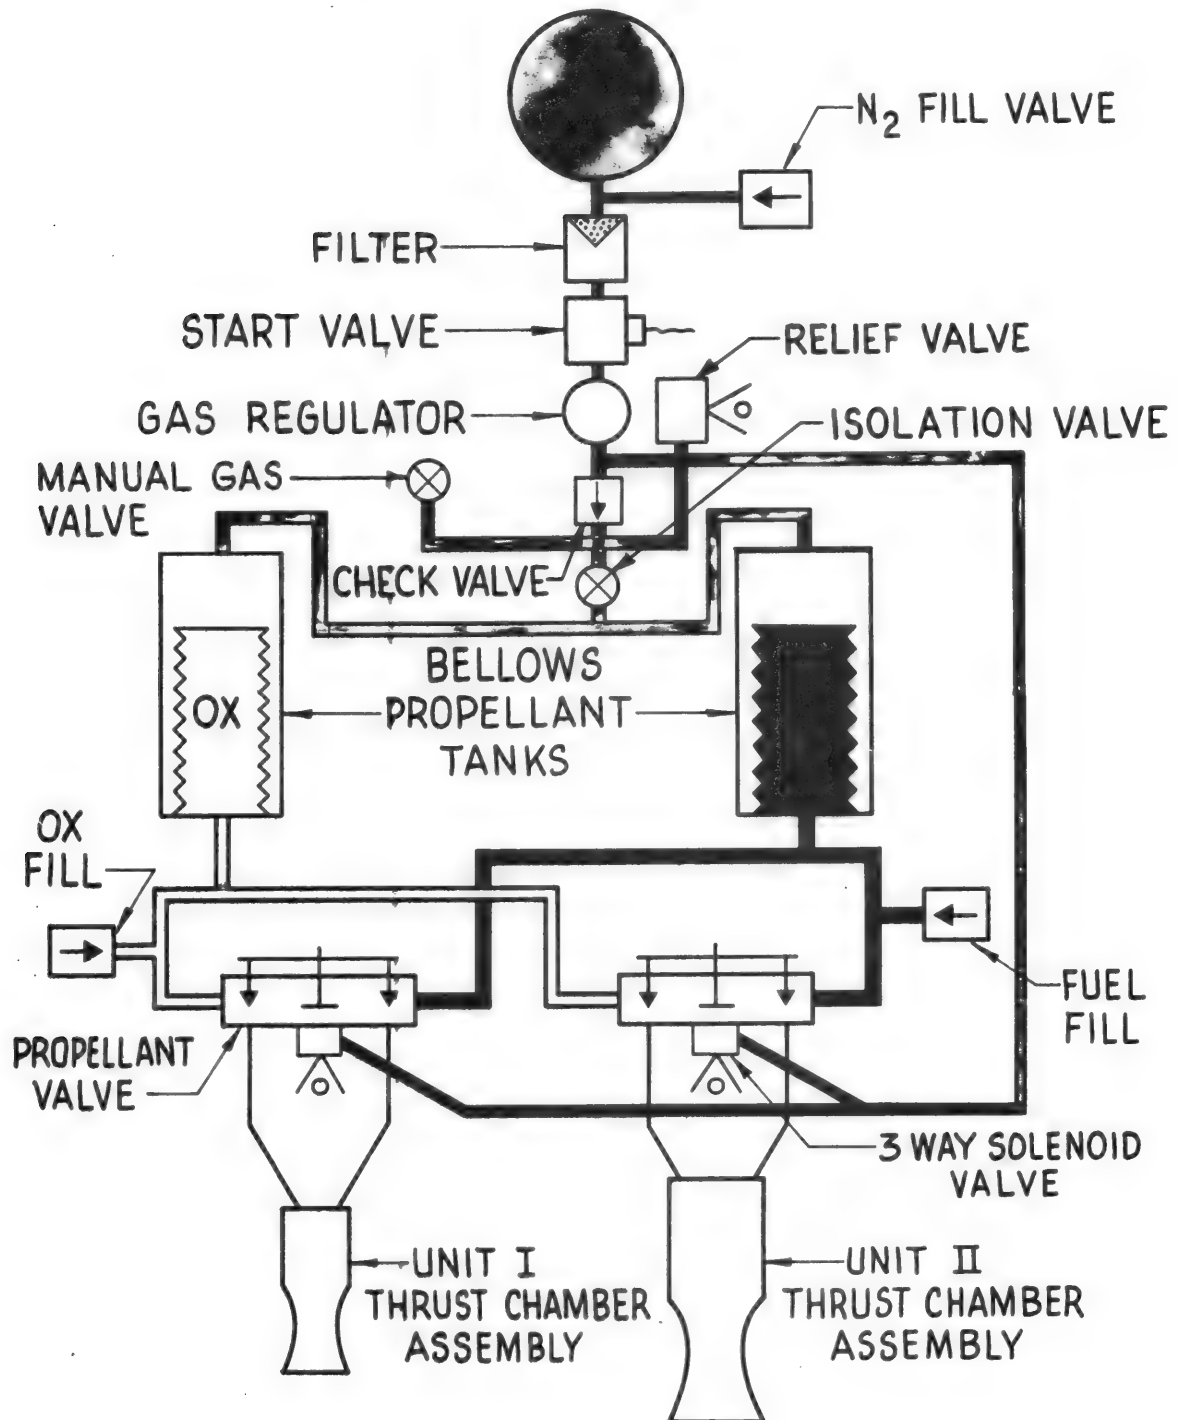 N2 FILL VALVE
FILTER
START VALVE
RELIEF VALVE
GAS REGULATOR
ISOLATION VALVE
MANUAL GAS
VALVE
CHECK VALVE
BELLOWS
PROPELLANT
TANKS
OX
OX
FILL
FUEL
FILL
PROPELLANT
VALVE
3 WAY SOLENOID
VALVE
UNIT I
THRUST CHAMBER
ASSEMBLY
UNIT II
THRUST CHAMBER
ASSEMBLY